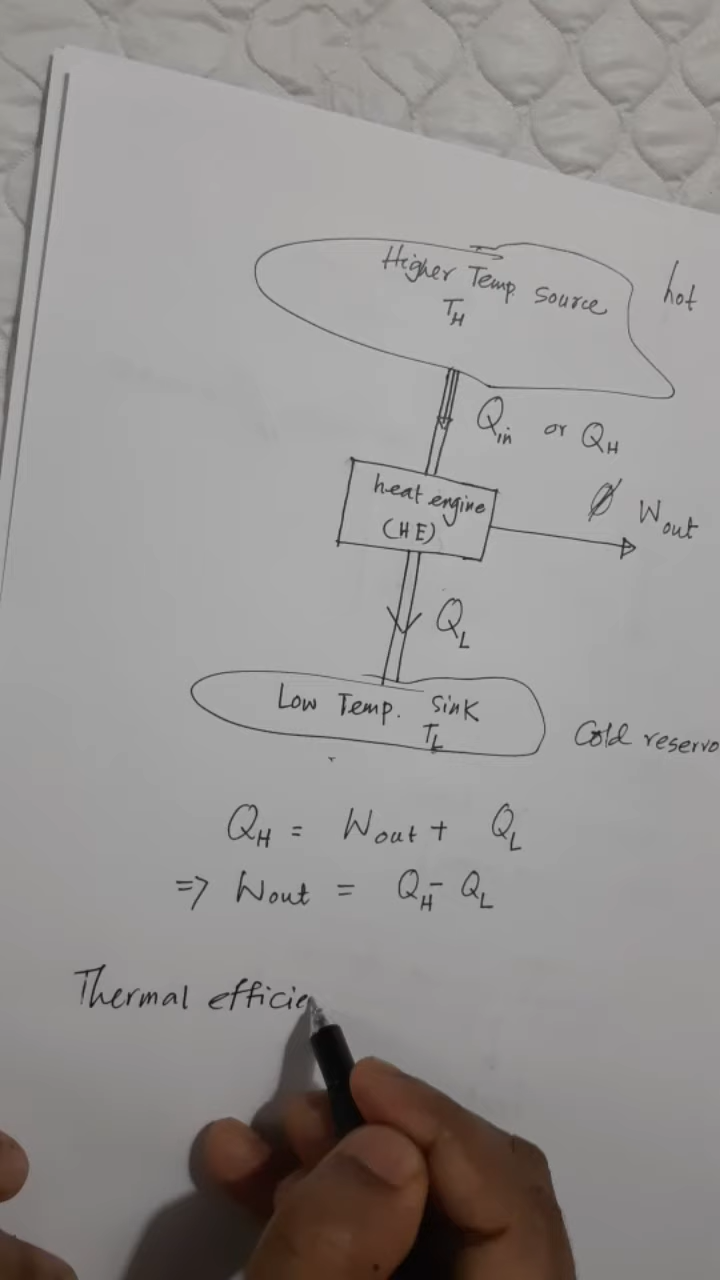 Higher Temp. Source
T_H
hot
Q_in or Q_H
heat engine
(HE)
W_out
Q_L
Low Temp. Sink
T_L
Cold reservo
Q_H = W_out + Q_L
=> W_out = Q_H - Q_L
Thermal efficie